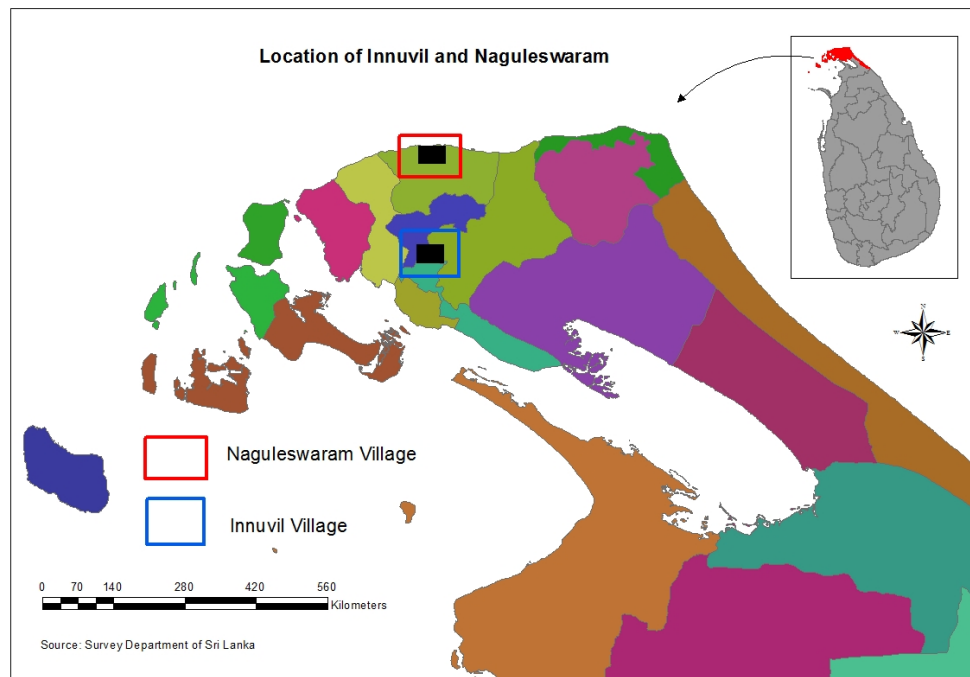 Location of Innuvil and Naguleswaram
N
W E
S
Naguleswaram Village
Innuvil Village
0 70 140 280 420 560
Kilometers
Source: Survey Department of Sri Lanka